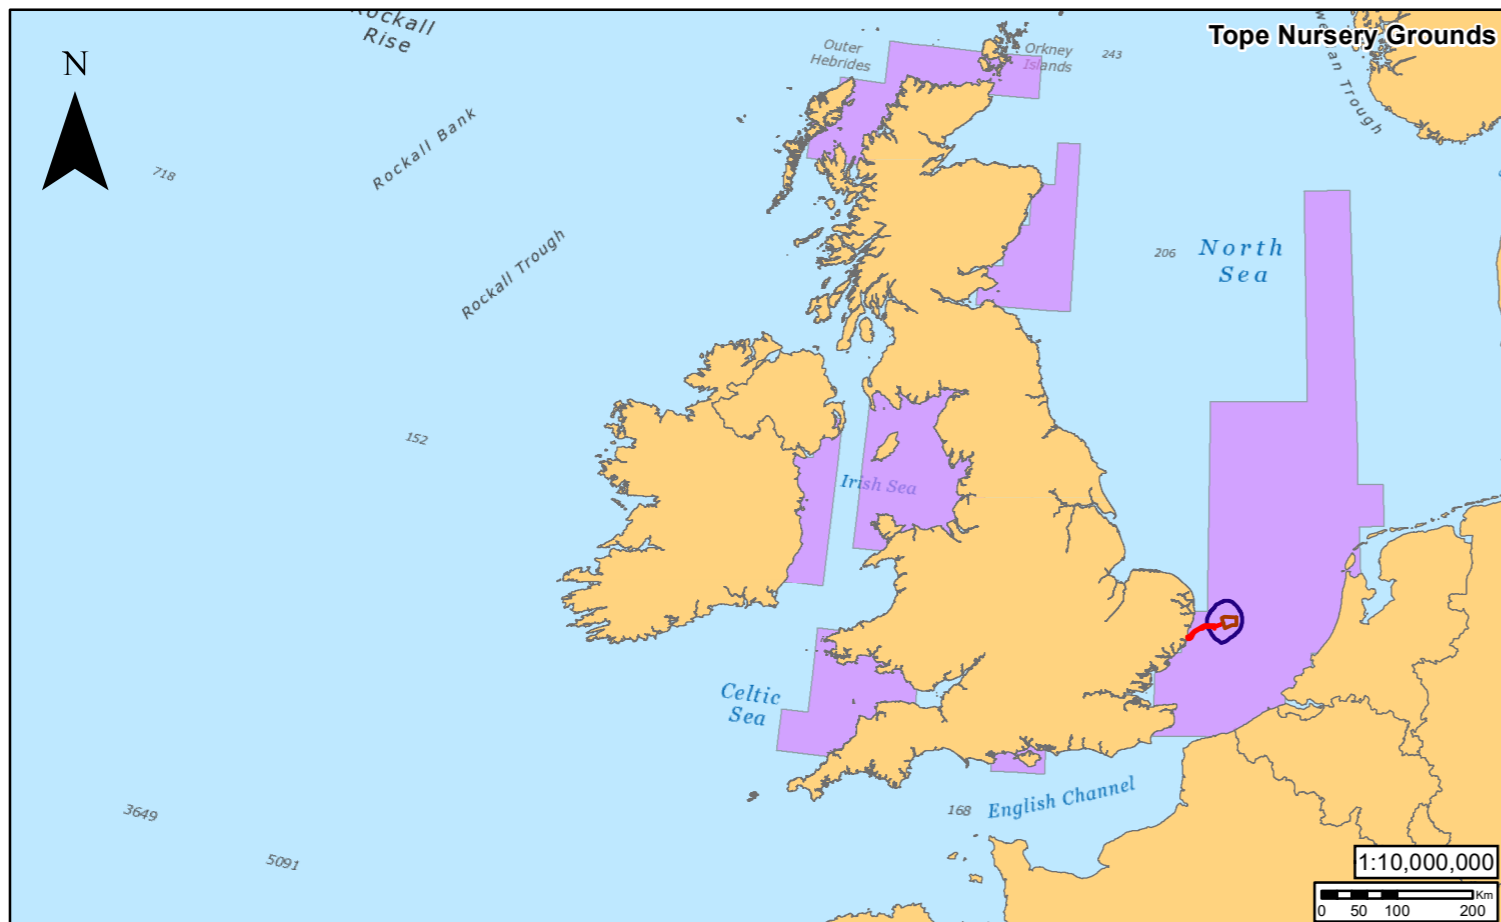 Rockall
Rise
Tope Nursery Grounds
N
Outer
Hebrides
Orkney
Islands
243
Rockall Bank
718
Rockall Trough
206
North
Sea
152
Irish Sea
Celtic
Sea
English Channel
168
3649
5091
1:10,000,000
Km
0 50 100 200